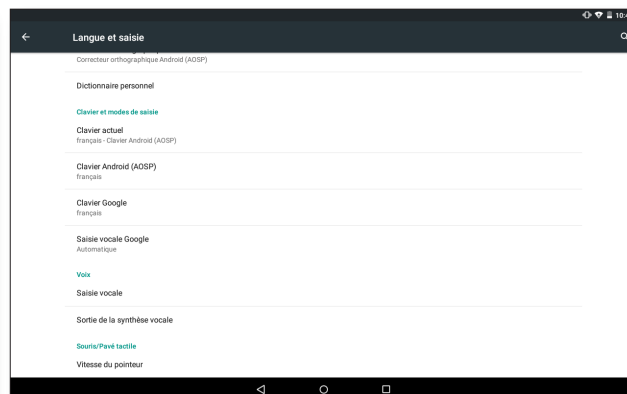 10:4
Langue et saisie
Correcteur orthographique Android (AOSP)
Dictionnaire personnel
Clavier et modes de saisie
Clavier actuel
français - Clavier Android (AOSP)
Clavier Android (AOSP)
français
Clavier Google
français
Saisie vocale Google
Automatique
Voix
Saisie vocale
Sortie de la synthèse vocale
Souris/Pavé tactile
Vitesse du pointeur